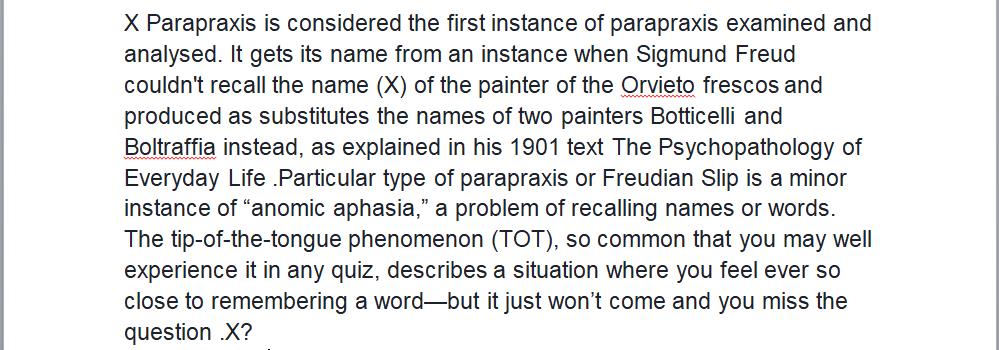 X Parapraxis is considered the first instance of parapraxis examined and
analysed. It gets its name from an instance when Sigmund Freud
couldn't recall the name (X) of the painter of the Orvieto frescos and
produced as substitutes the names of two painters Botticelli and
Boltraffia instead, as explained in his 1901 text The Psychopathology of
Everyday Life .Particular type of parapraxis or Freudian Slip is a minor
instance of “anomic aphasia,” a problem of recalling names or words.
The tip-of-the-tongue phenomenon (TOT), so common that you may well
experience it in any quiz, describes a situation where you feel ever so
close to remembering a word—but it just won’t come and you miss the
question .X?